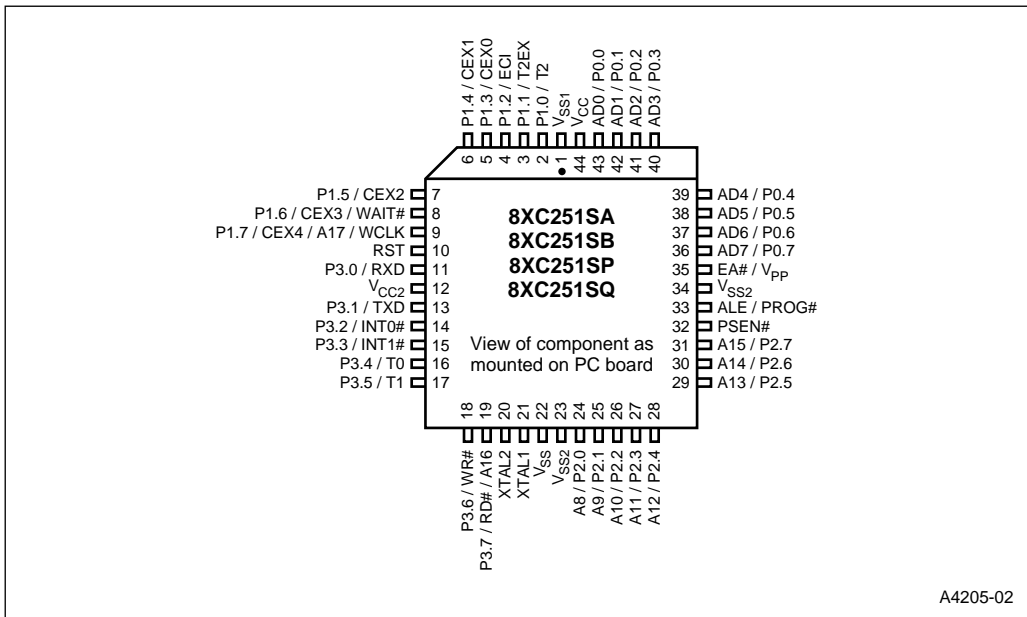 P1.4 / CEX1
P1.3 / CEX0
P1.2 / ECI
P1.1 / T2EX
P1.0 / T2
VSS1
VCC
AD0 / P0.0
AD1 / P0.1
AD2 / P0.2
AD3 / P0.3
6 5 4 3 2 1 44 43 42 41 40
P1.5 / CEX2 7
P1.6 / CEX3 / WAIT# 8
P1.7 / CEX4 / A17 / WCLK 9
RST 10
P3.0 / RXD 11
VCC2 12
P3.1 / TXD 13
P3.2 / INT0# 14
P3.3 / INT1# 15
P3.4 / T0 16
P3.5 / T1 17
8XC251SA
8XC251SB
8XC251SP
8XC251SQ
View of component as
mounted on PC board
39 AD4 / P0.4
38 AD5 / P0.5
37 AD6 / P0.6
36 AD7 / P0.7
35 EA# / VPP
34 VSS2
33 ALE / PROG#
32 PSEN#
31 A15 / P2.7
30 A14 / P2.6
29 A13 / P2.5
18 19 20 21 22 23 24 25 26 27 28
P3.6 / WR#
P3.7 / RD# / A16
XTAL2
XTAL1
VSS
VSS2
A8 / P2.0
A9 / P2.1
A10 / P2.2
A11 / P2.3
A12 / P2.4
A4205-02